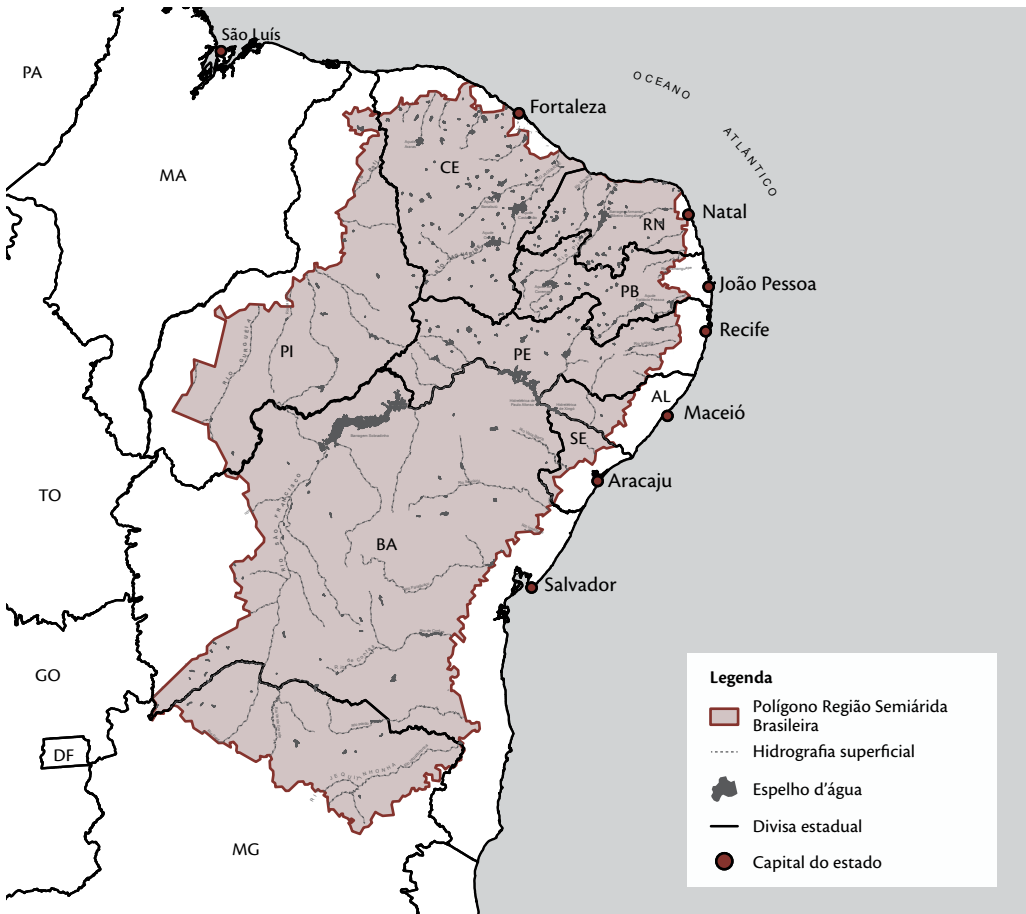 São Luís
PA
OCEANO
ATLÂNTICO
Fortaleza
CE
MA
Natal
RN
João Pessoa
PB
Recife
PI
PE
AL
Maceió
SE
Aracaju
TO
BA
Salvador
GO
DF
JEQUITINHONHA
MG
Legenda
Polígono Região Semiárida
Brasileira
Hidrografia superficial
Espelho d'água
Divisa estadual
Capital do estado